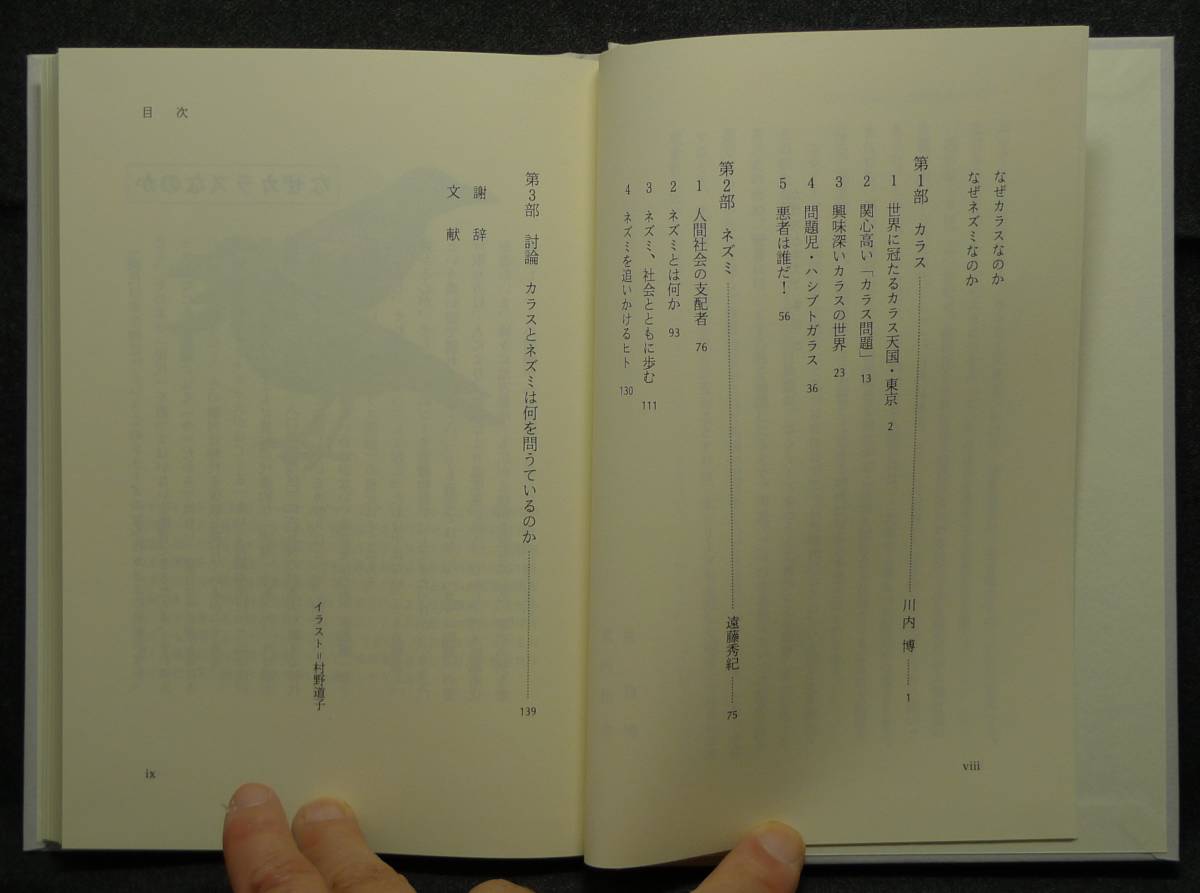 なぜカラスなのか
なぜネズミなのか
第1部 カラス……川内 博……1
1 世界に冠たるカラス天国・東京 2
2 関心高い「カラス問題」 13
3 興味深いカラスの世界 23
4 問題児・ハシブトガラス 36
5 悪者は誰だ! 56
第2部 ネズミ……遠藤秀紀……75
1 人間社会の支配者 76
2 ネズミとは何か 93
3 ネズミ、社会とともに歩む 111
4 ネズミを追いかけるヒト 130
viii
目 次
第3部 討論 カラスとネズミは何を問うているのか……139
謝 辞
文 献
イラスト=村野道子
ix
なぜカラスなのか